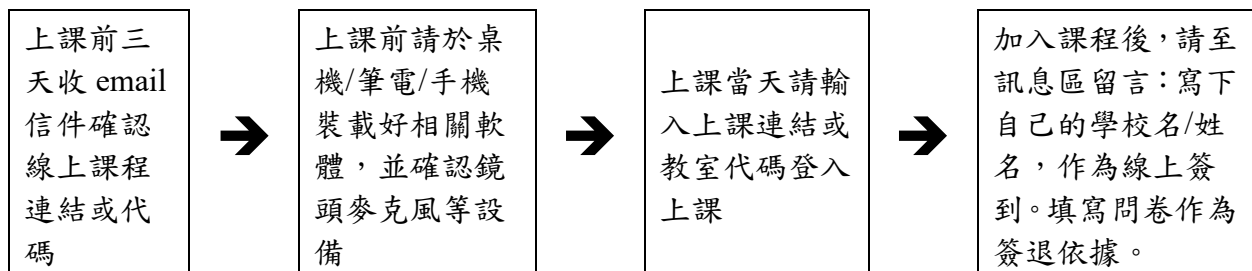 上課前三
天收 email
信件確認
線上課程
連結或代
碼
上課前請於桌
機/筆電/手機
裝載好相關軟
體，並確認鏡
頭麥克風等設
備
上課當天請輸
入上課連結或
教室代碼登入
上課
加入課程後，請至
訊息區留言：寫下
自己的學校名/姓
名，作為線上簽
到。填寫問卷作為
簽退依據。